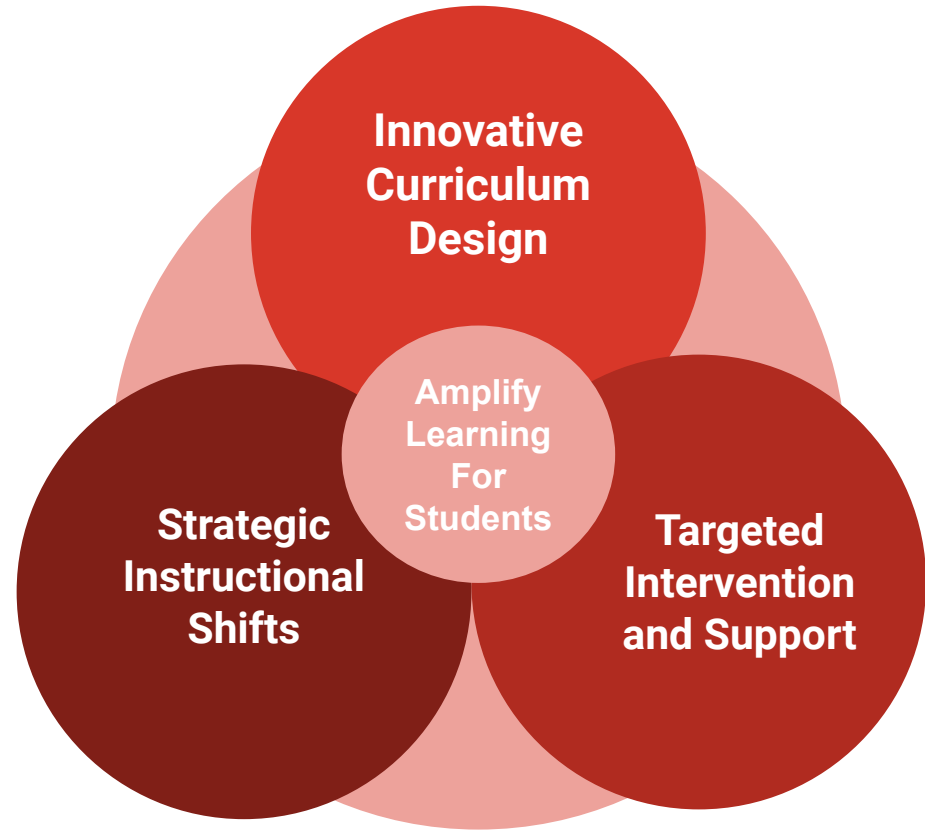 Innovative
Curriculum
Design
Amplify
Learning
For
Students
Strategic
Instructional
Shifts
Targeted
Intervention
and Support